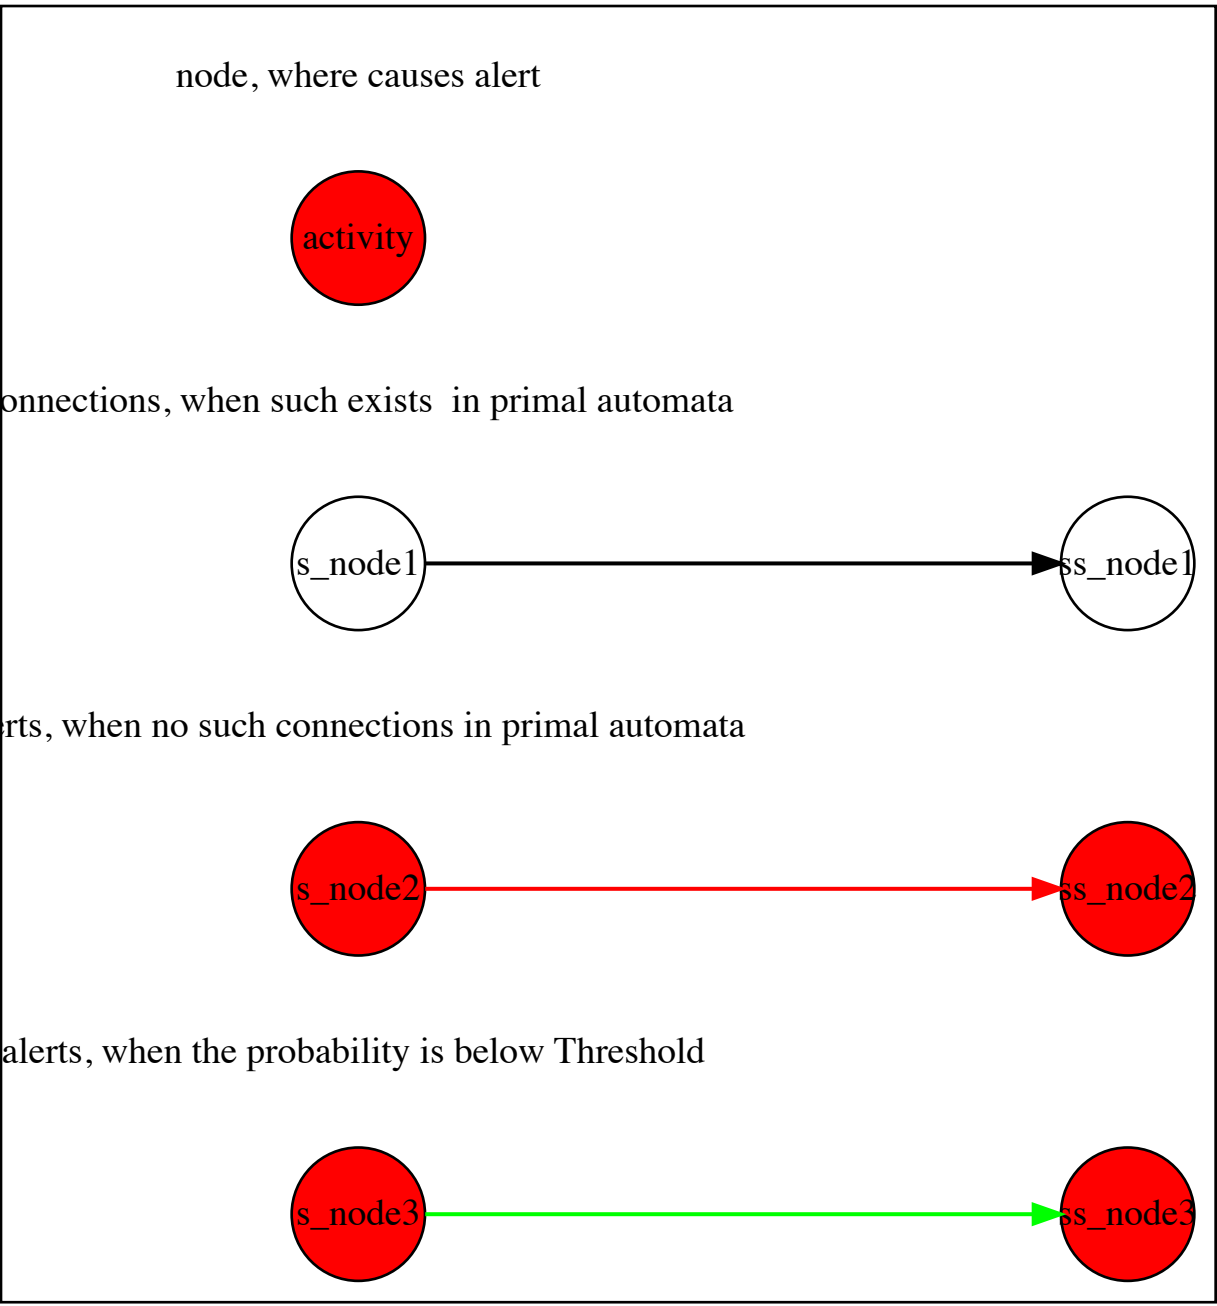 node, where causes alert
activity
onnections, when such exists  in primal automata
s_node1
ss_node1
erts, when no such connections in primal automata
s_node2
ss_node2
alerts, when the probability is below Threshold
s_node3
ss_node3